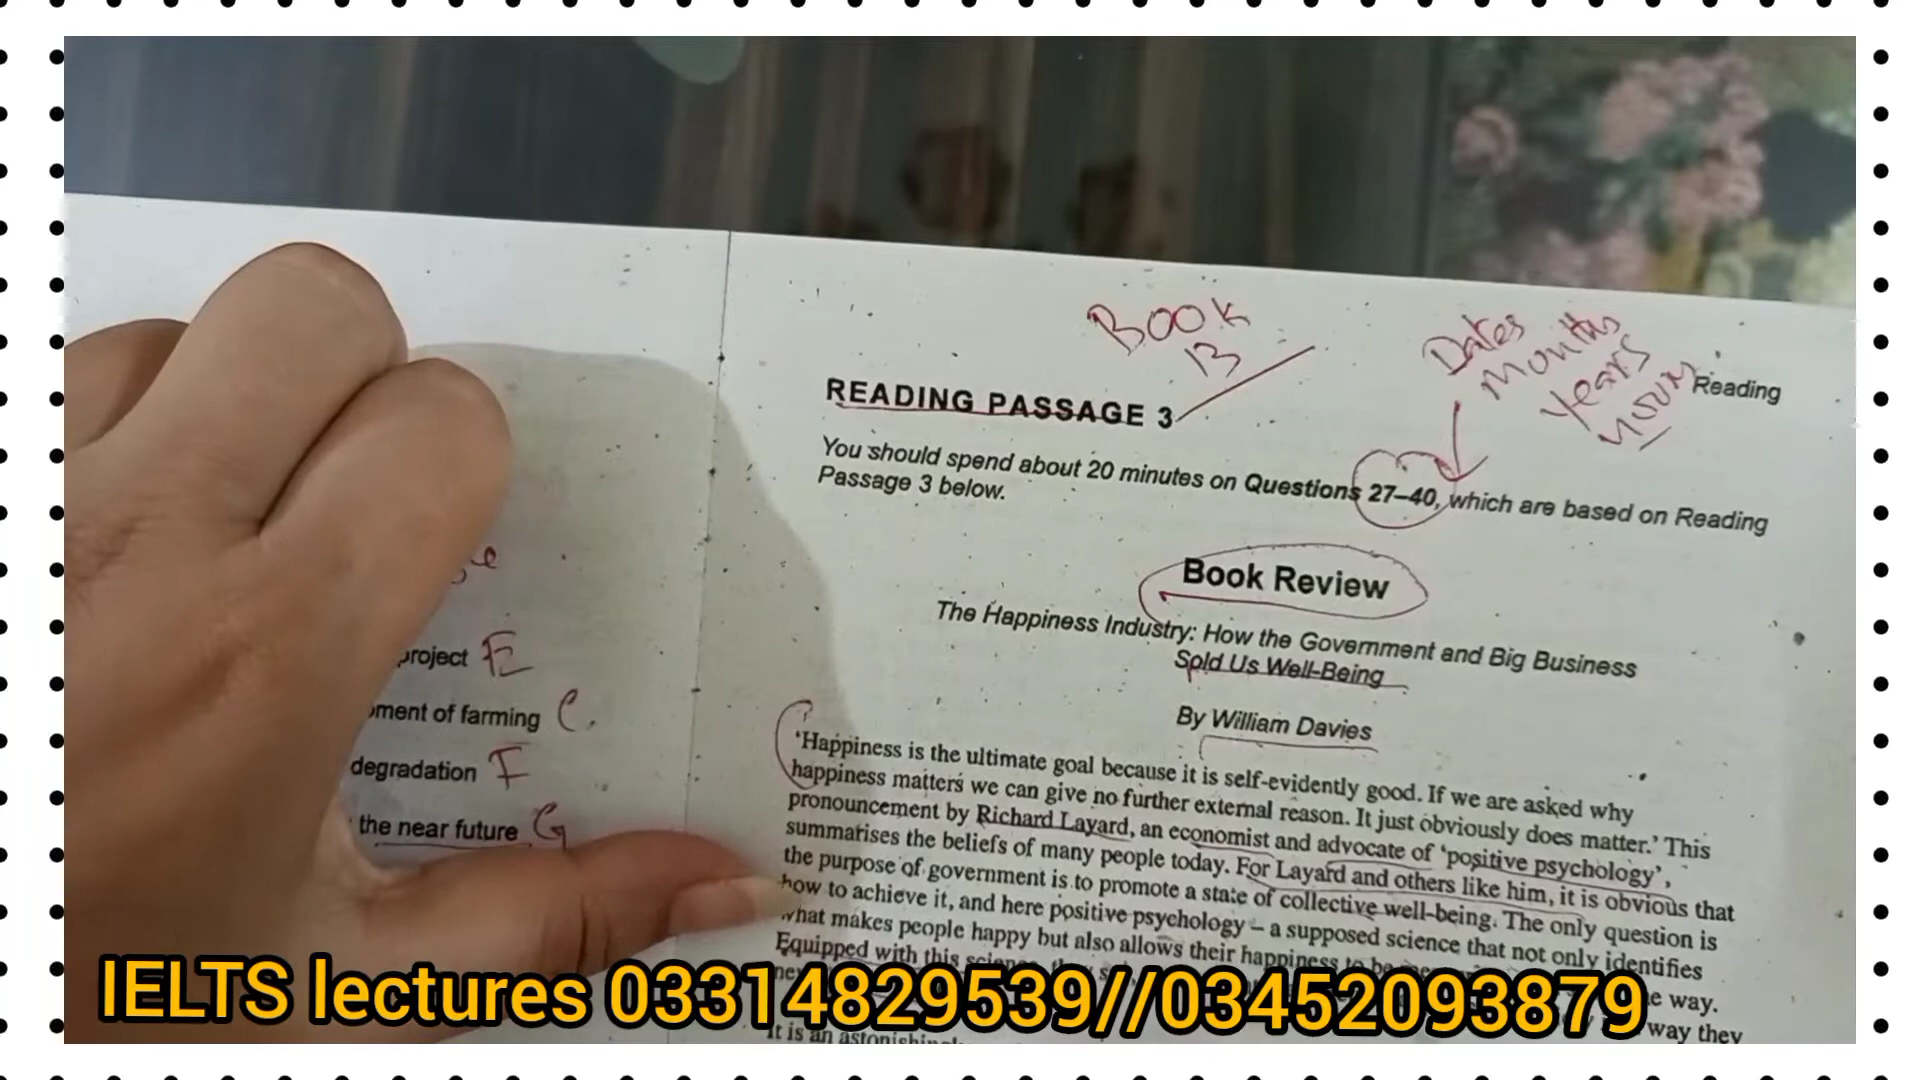 BOOK
13
Dates
Months
Years
Reading
READING PASSAGE 3
You should spend about 20 minutes on Questions 27–40, which are based on Reading
Passage 3 below.
Book Review
The Happiness Industry: How the Government and Big Business
Sold Us Well-Being
By William Davies
‘Happiness is the ultimate goal because it is self-evidently good. If we are asked why
happiness matters we can give no further external reason. It just obviously does matter.’ This
pronouncement by Richard Layard, an economist and advocate of ‘positive psychology’,
summarises the beliefs of many people today. For Layard and others like him, it is obvious that
the purpose of government is to promote a state of collective well-being. The only question is
how to achieve it, and here positive psychology – a supposed science that not only identifies
what makes people happy but also allows their happiness to be
way.
Equipped with this science, they
way they
It is an
project E
degradation F
the near future G
of farming C.
IELTS lectures 03314829539//03452093879